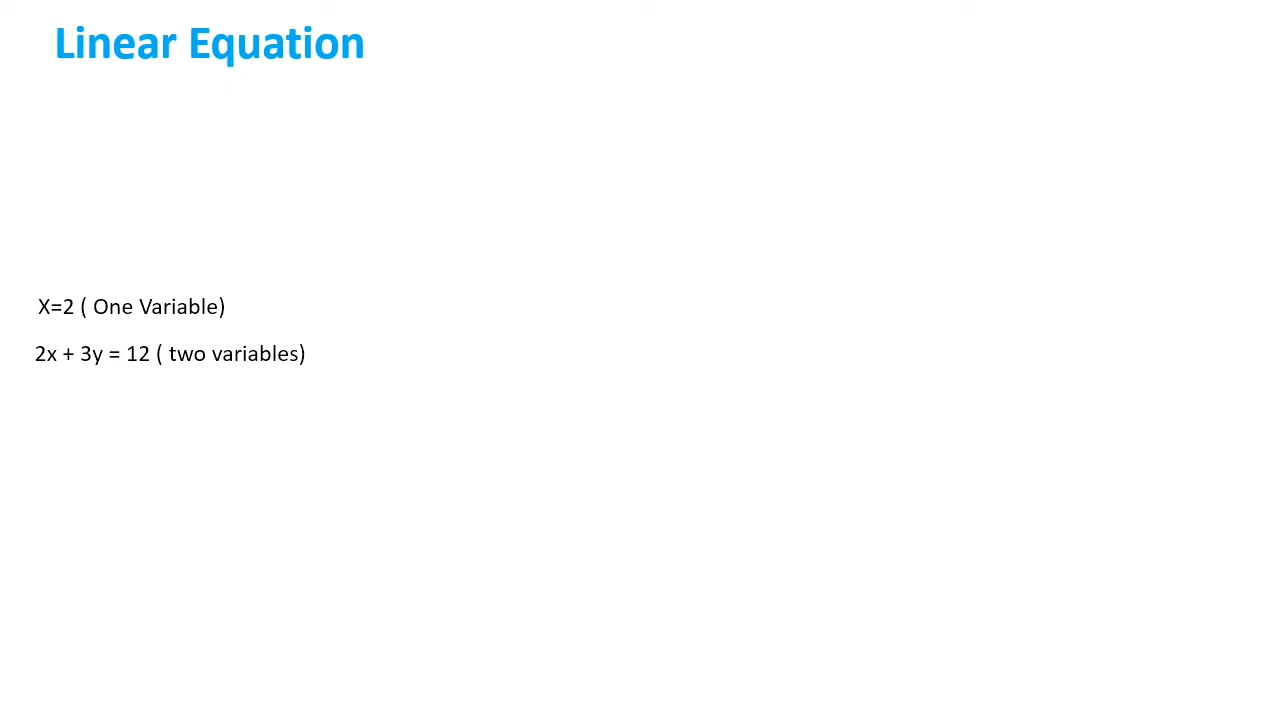 Linear Equation
X=2 ( One Variable)
2x + 3y = 12 ( two variables)